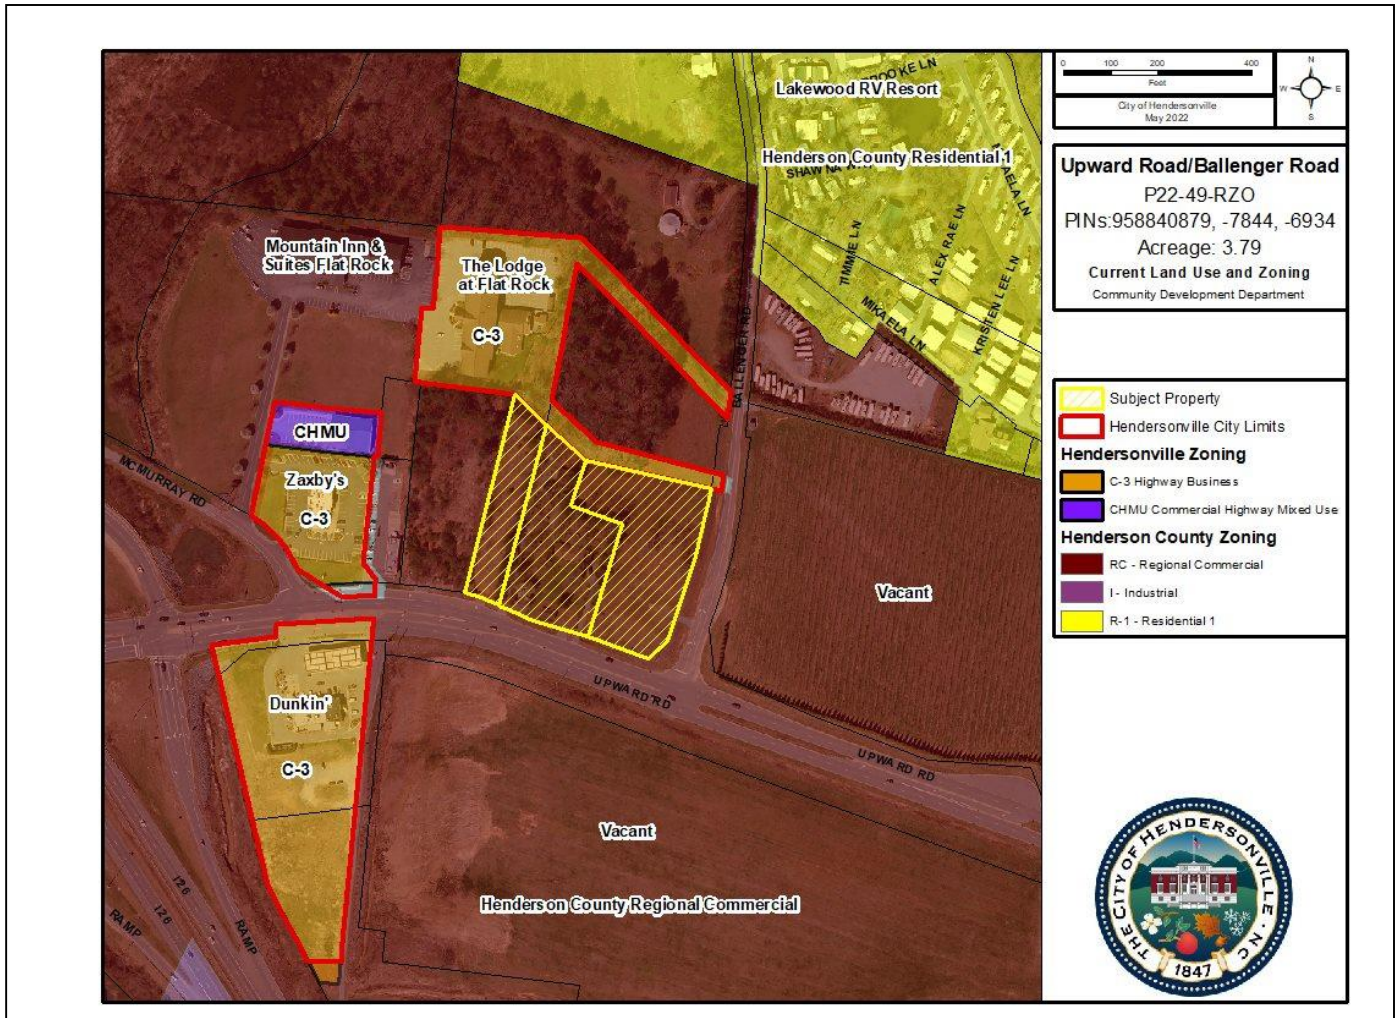 BROOKE LN
Lakewood RV Resort
Henderson County Residential 1
SHAWNA
MIKAELA LN
TIMMIE LN
ALEX RAE LN
KRISTEN LEE LN
MIKAELA LN
Mountain Inn &
Suites Flat Rock
The Lodge
at Flat Rock
C-3
BALLENGER RD
CHMU
Zaxby's
C-3
MCMURRAY RD
Vacant
Dunkin'
C-3
UPWARD RD
UPWARD RD
Vacant
Henderson County Regional Commercial
I 26
I 26
RAMP
RAMP
0 100 200 400
Feet
City of Hendersonville
May 2022
N
W E
S
Upward Road/Ballenger Road
P22-49-RZO
PINs:958840879, -7844, -6934
Acreage: 3.79
Current Land Use and Zoning
Community Development Department
Subject Property
Hendersonville City Limits
Hendersonville Zoning
C-3 Highway Business
CHMU Commercial Highway Mixed Use
Henderson County Zoning
RC - Regional Commercial
I - Industrial
R-1 - Residential 1
THE CITY OF HENDERSONVILLE · NC
1847